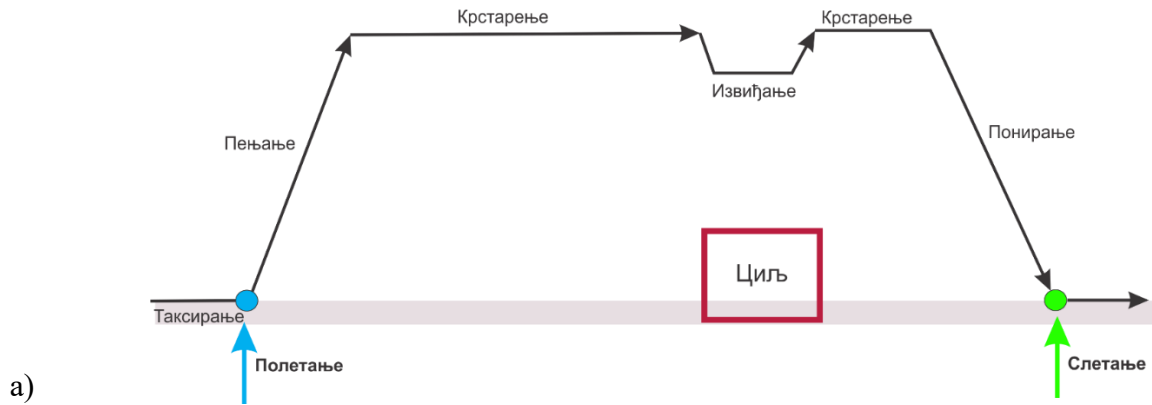 Крстарење
Крстарење
Извиђање
Пењање
Понирање
Циљ
Таксирање
Полетање
Слетање
а)